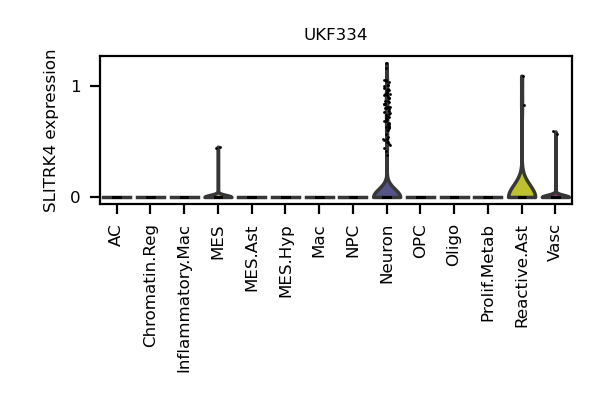 UKF334
SLITRK4 expression
1
0
AC
Chromatin.Reg
Inflammatory.Mac
MES
MES.Ast
MES.Hyp
Mac
NPC
Neuron
OPC
Oligo
Prolif.Metab
Reactive.Ast
Vasc